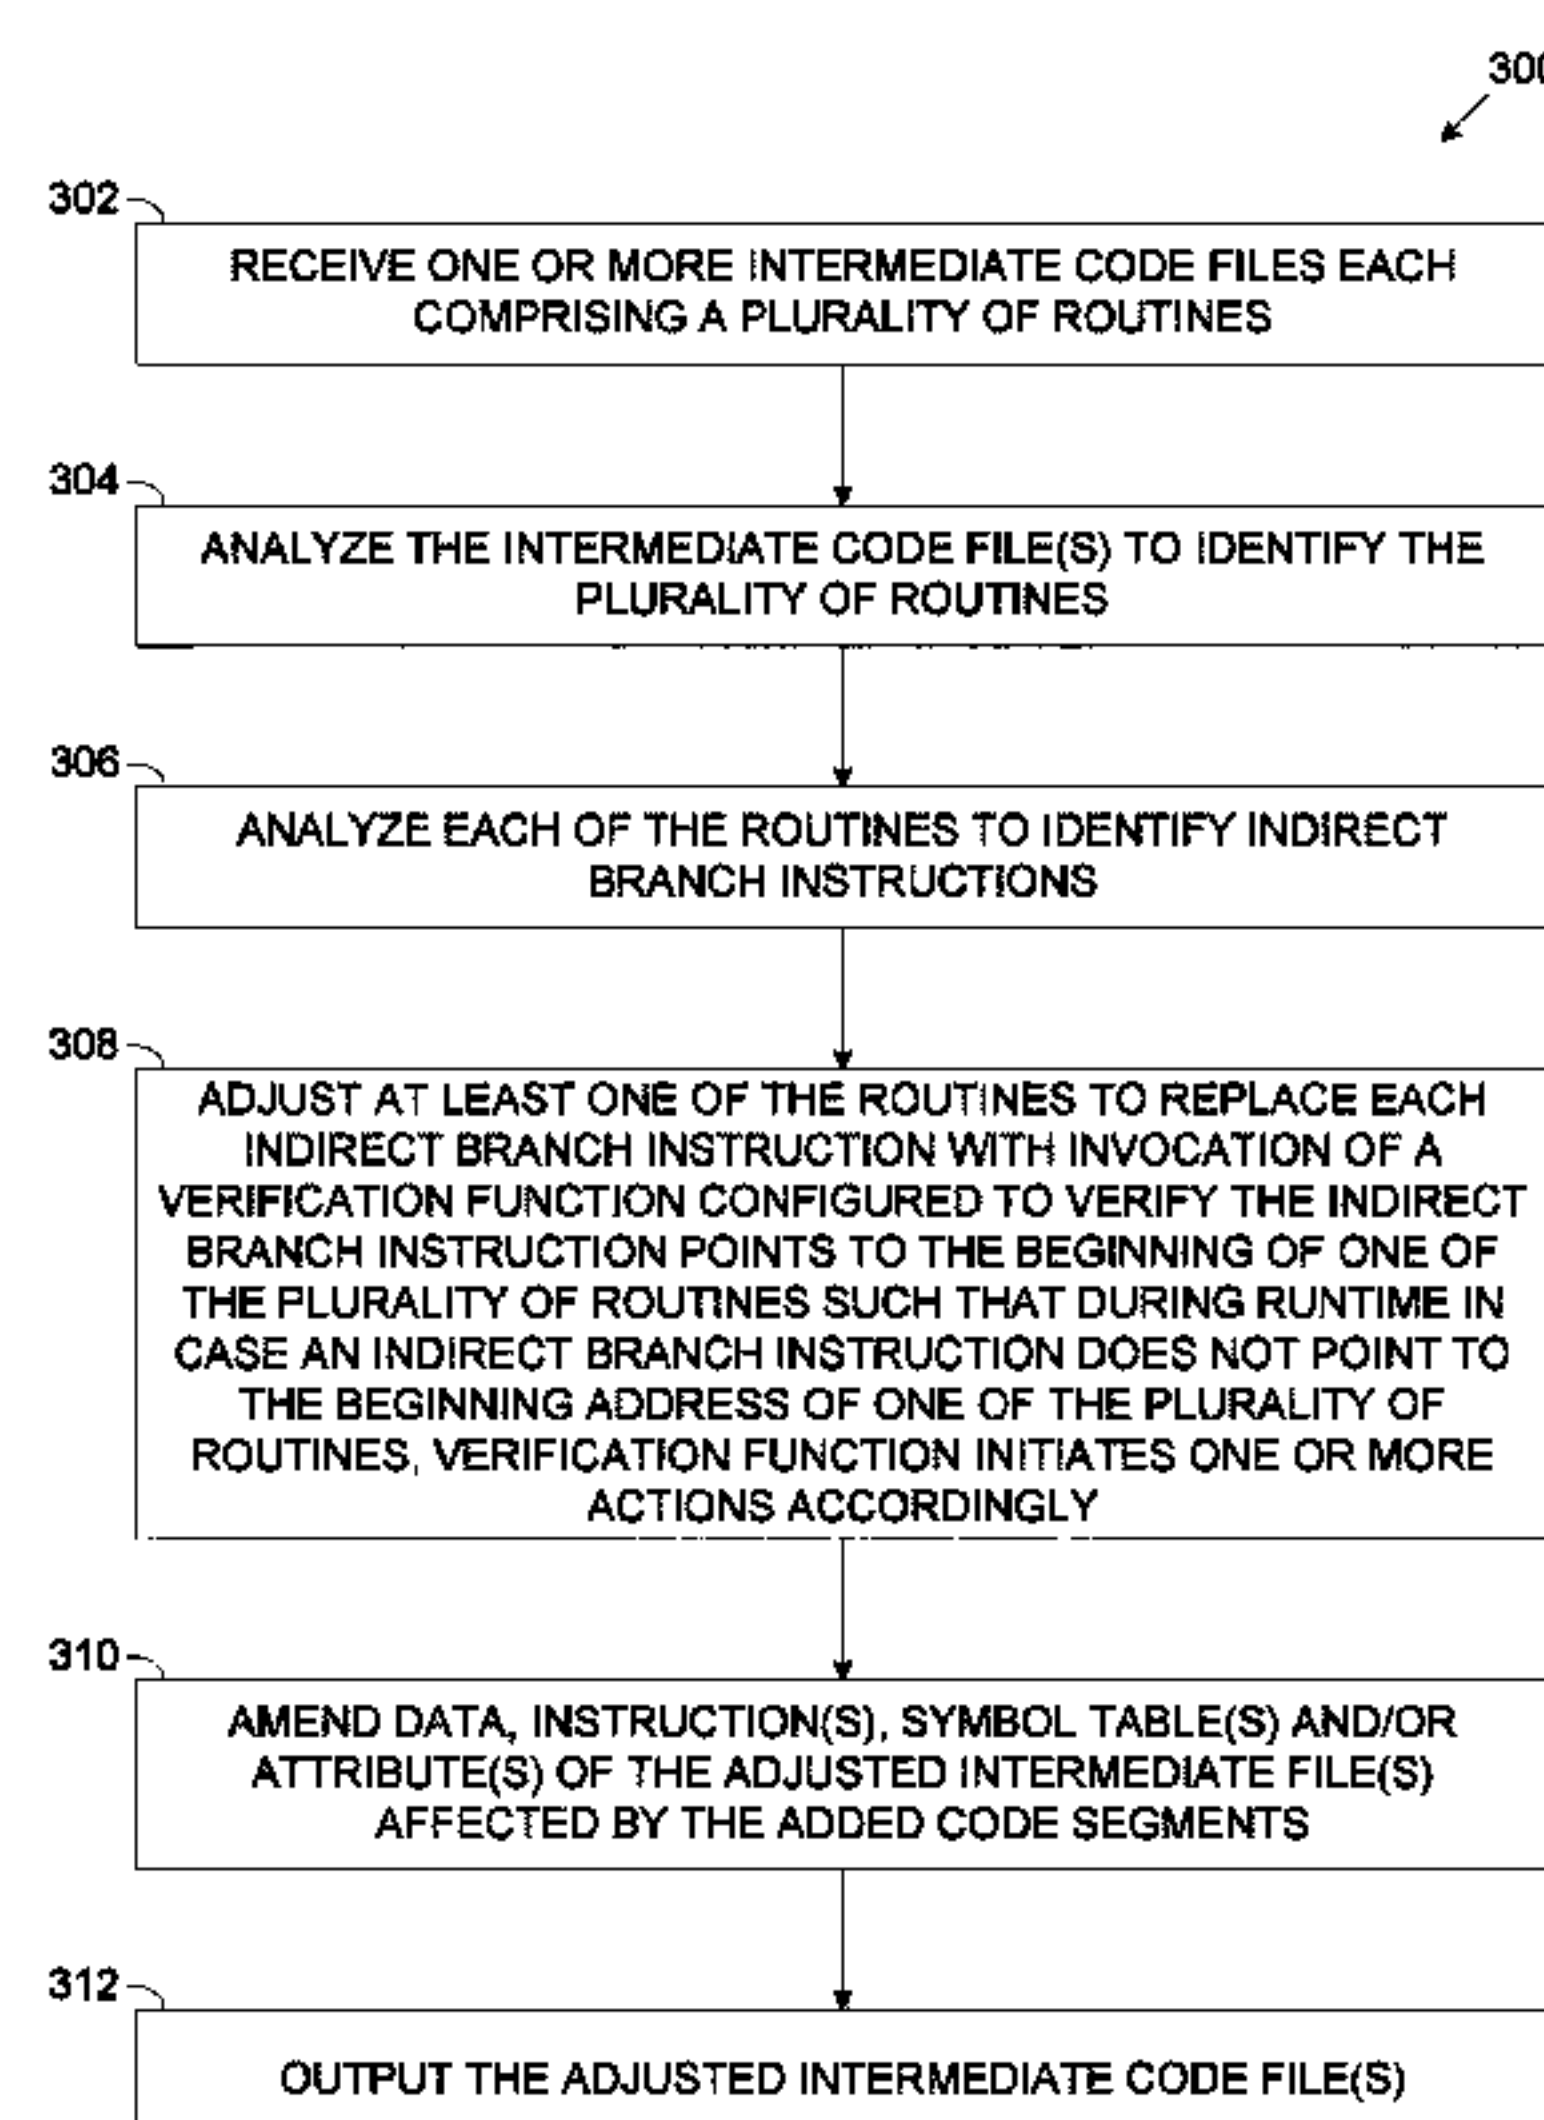 300
302
RECEIVE ONE OR MORE INTERMEDIATE CODE FILES EACH
COMPRISING A PLURALITY OF ROUTINES
304
ANALYZE THE INTERMEDIATE CODE FILE(S) TO IDENTIFY THE
PLURALITY OF ROUTINES
306
ANALYZE EACH OF THE ROUTINES TO IDENTIFY INDIRECT
BRANCH INSTRUCTIONS
308
ADJUST AT LEAST ONE OF THE ROUTINES TO REPLACE EACH
INDIRECT BRANCH INSTRUCTION WITH INVOCATION OF A
VERIFICATION FUNCTION CONFIGURED TO VERIFY THE INDIRECT
BRANCH INSTRUCTION POINTS TO THE BEGINNING OF ONE OF
THE PLURALITY OF ROUTINES SUCH THAT DURING RUNTIME IN
CASE AN INDIRECT BRANCH INSTRUCTION DOES NOT POINT TO
THE BEGINNING ADDRESS OF ONE OF THE PLURALITY OF
ROUTINES, VERIFICATION FUNCTION INITIATES ONE OR MORE
ACTIONS ACCORDINGLY
310
AMEND DATA, INSTRUCTION(S), SYMBOL TABLE(S) AND/OR
ATTRIBUTE(S) OF THE ADJUSTED INTERMEDIATE FILE(S)
AFFECTED BY THE ADDED CODE SEGMENTS
312
OUTPUT THE ADJUSTED INTERMEDIATE CODE FILE(S)